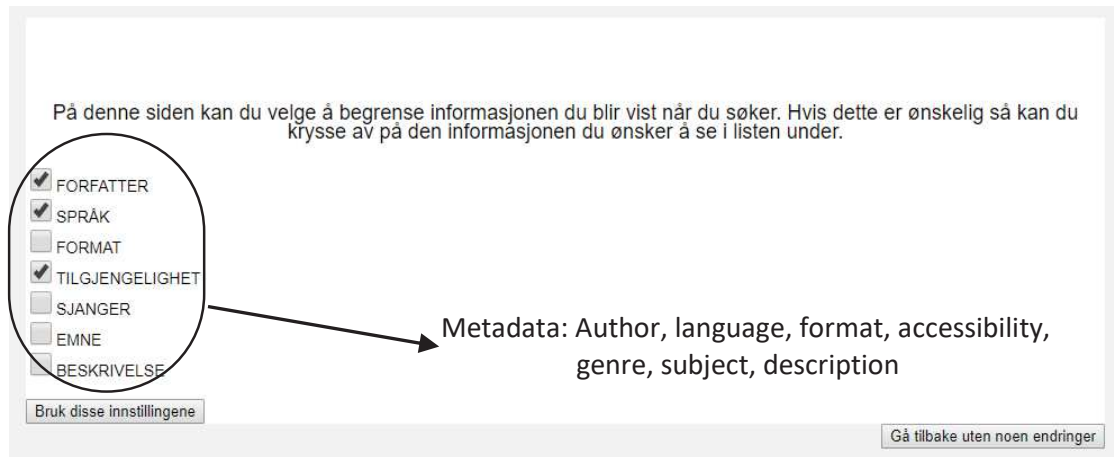 På denne siden kan du velge å begrense informasjonen du blir vist når du søker. Hvis dette er ønskelig så kan du
krysse av på den informasjonen du ønsker å se i listen under.
FORFATTER
SPRÅK
FORMAT
TILGJENGELIGHET
SJANGER
EMNE
BESKRIVELSE
Metadata: Author, language, format, accessibility,
genre, subject, description
Bruk disse innstillingene
Gå tilbake uten noen endringer